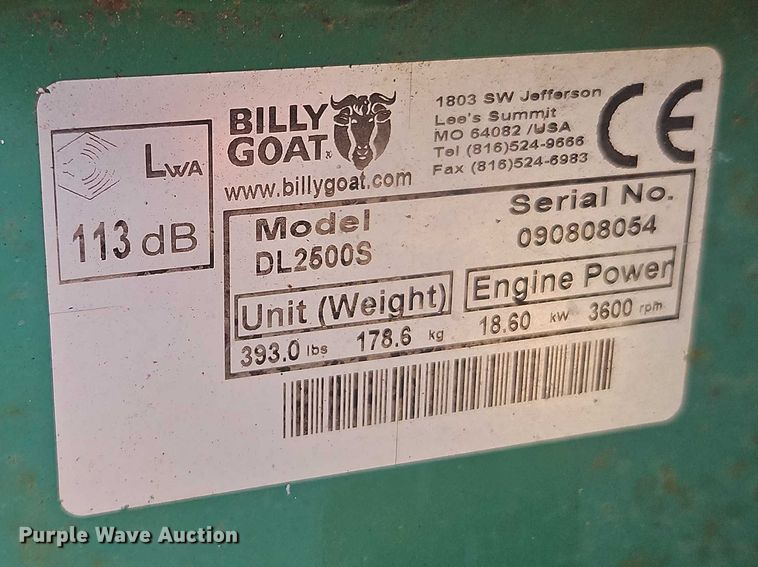 LWA
113 dB
BILLY
GOAT
www.billygoat.com
1803 SW Jefferson
Lee's Summit
MO 64082 /USA
Tel (816)524-9666
Fax (816)524-6983
CE
Model
DL2500S
Serial No.
090808054
Unit (Weight)
393.0 lbs 178.6 kg
Engine Power
18.60 kW 3600 rpm
Purple Wave Auction